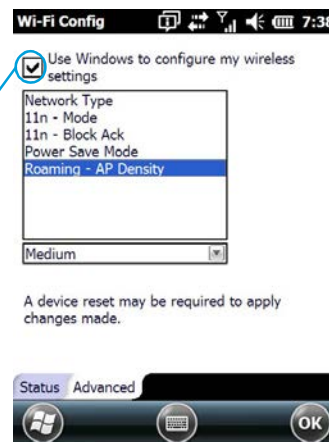 Wi-Fi Config 7:38
Use Windows to configure my wireless
settings
Network Type
11n - Mode
11n - Block Ack
Power Save Mode
Roaming - AP Density
Medium
A device reset may be required to apply
changes made.
Status Advanced
OK